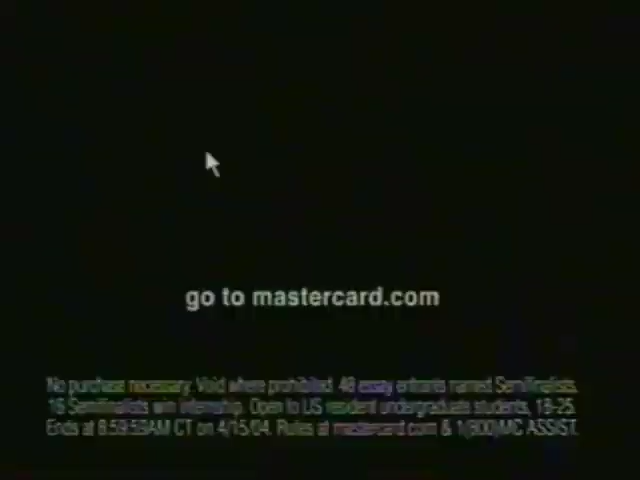 go to mastercard.com
No purchase necessary. Void where prohibited. 48 essay entrants named Semifinalists.
16 Semifinalists win internship. Open to US resident undergraduate students, 18-25.
Ends at 8:59:59AM CT on 4/15/04. Rules at mastercard.com & 1(800)MC ASSIST.